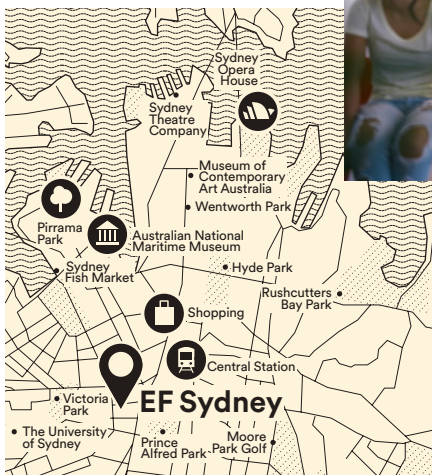 Sydney
Opera
House
Sydney
Theatre
Company
Museum of
Contemporary
Art Australia
Wentworth Park
Pirrama
Park
Australian National
Maritime Museum
Sydney
Fish Market
Hyde Park
Rushcutters
Bay Park
Shopping
Central Station
EF Sydney
Victoria
Park
The University
of Sydney
Prince
Alfred Park
Moore
Park Golf